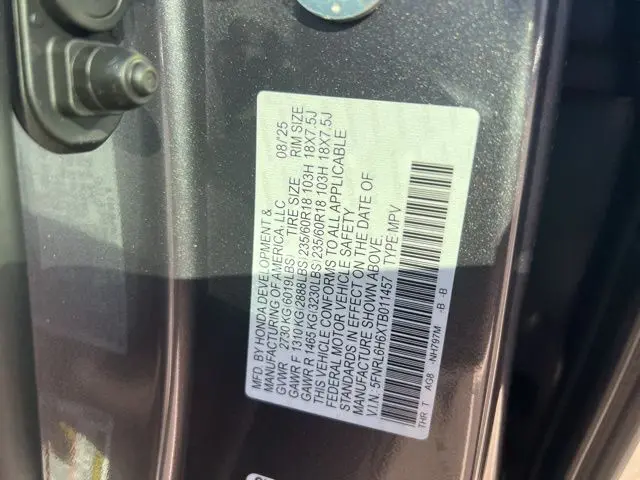 MFD. BY HONDA DEVELOPMENT &
MANUFACTURING OF AMERICA, LLC 08/'25
GVWR 2730 KG(6019LBS) TIRE SIZE RIM SIZE
GAWR F 1310 KG(2888LBS) 235/60R18 103H 18X7.5J
GAWR R 1465 KG(3230LBS) 235/60R18 103H 18X7.5J
THIS VEHICLE CONFORMS TO ALL APPLICABLE
FEDERAL MOTOR VEHICLE SAFETY
STANDARDS IN EFFECT ON THE DATE OF
MANUFACTURE SHOWN ABOVE.
V.I.N. 5FNRL6H6XTB011457 TYPE MPV
THR T AG8 -NH797M -B -B